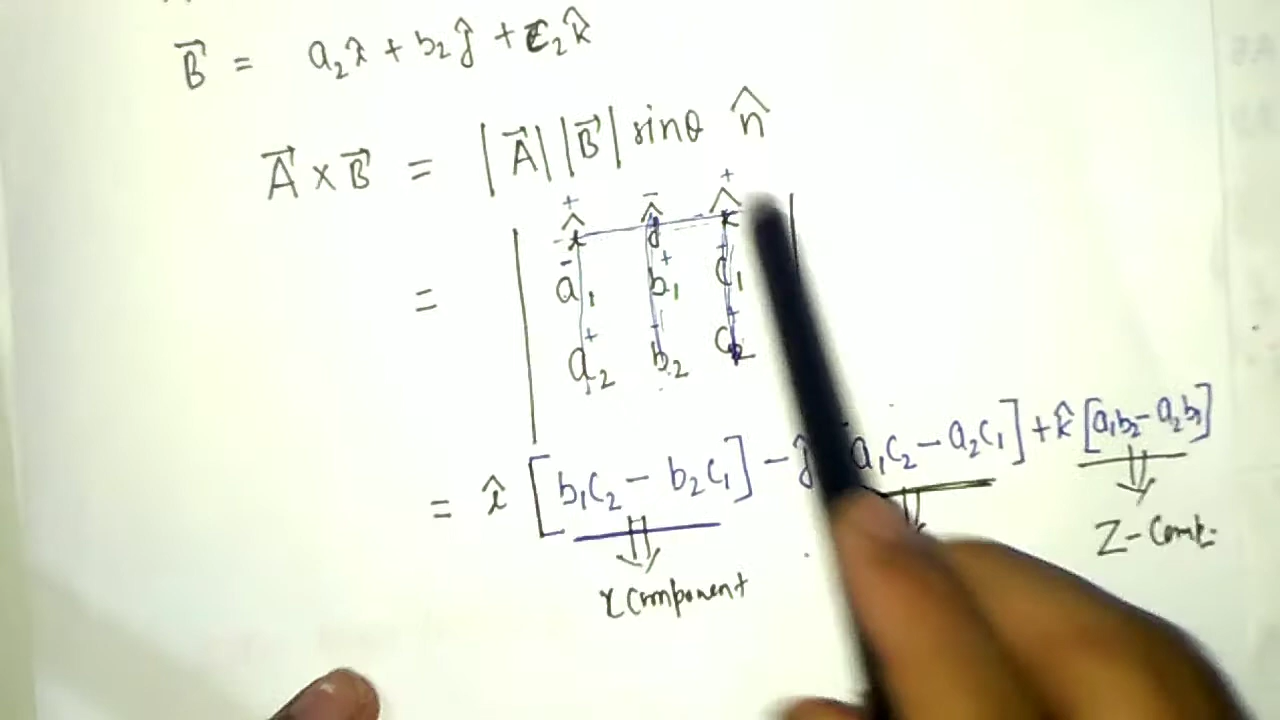 B⃗ = a₂î + b₂ĵ + c₂k̂
A⃗ × B⃗ = |A⃗| |B⃗| sinθ n̂
+ - +
= | î ĵ k̂ |
- + -
a₁ b₁ c₁
+ - +
a₂ b₂ c₂
= î [b₁c₂ - b₂c₁] - ĵ a₁c₂ - a₂c₁] + k̂ [a₁b₂ - a₂b₁]
x component
Z-Comp.